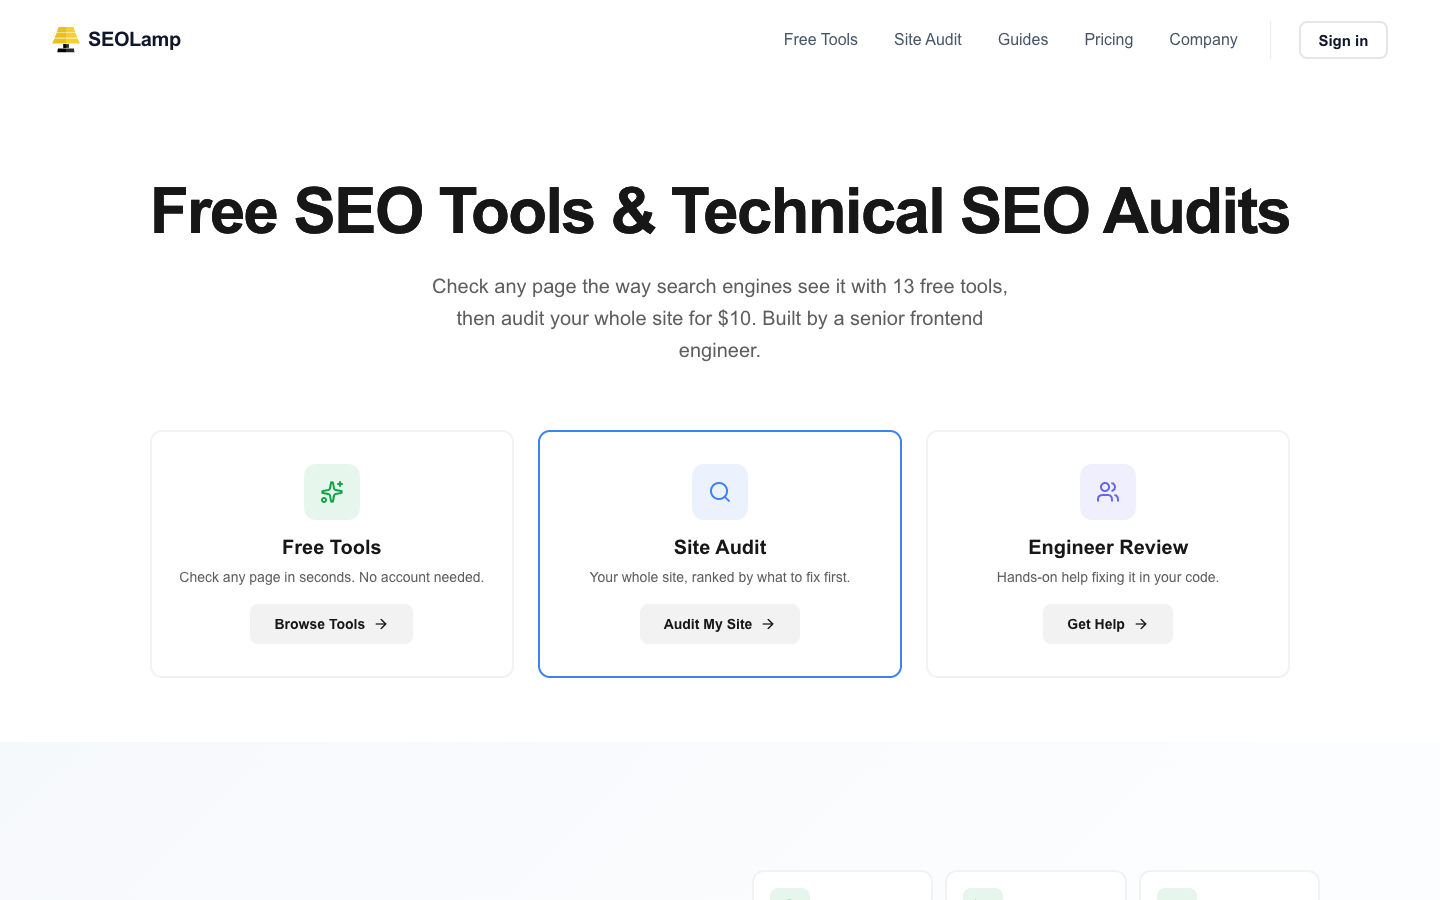 SEOLamp
Free Tools
Site Audit
Guides
Pricing
Company
Sign in
Free SEO Tools & Technical SEO Audits
Check any page the way search engines see it with 13 free tools,
then audit your whole site for $10. Built by a senior frontend
engineer.
Free Tools
Check any page in seconds. No account needed.
Browse Tools
Site Audit
Your whole site, ranked by what to fix first.
Audit My Site
Engineer Review
Hands-on help fixing it in your code.
Get Help